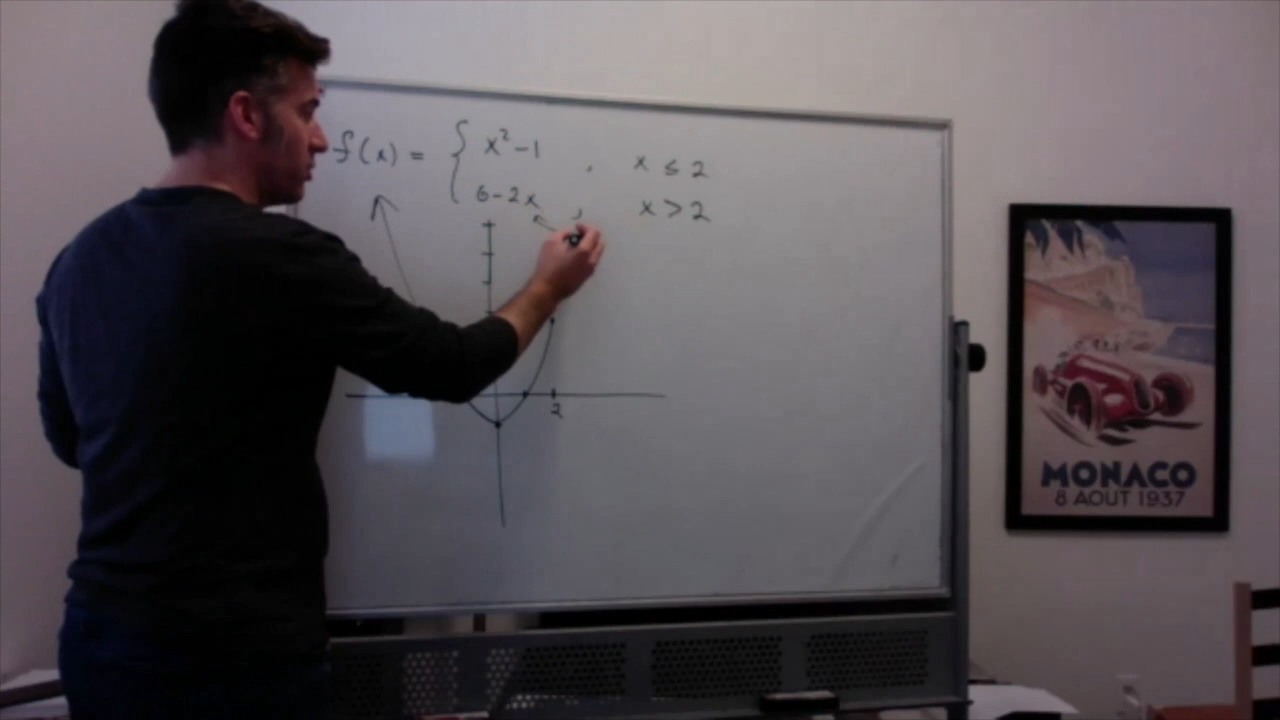 f(x) = { x² - 1 , x ≤ 2
6 - 2x , x > 2
2
MONACO
8 AOUT 1937